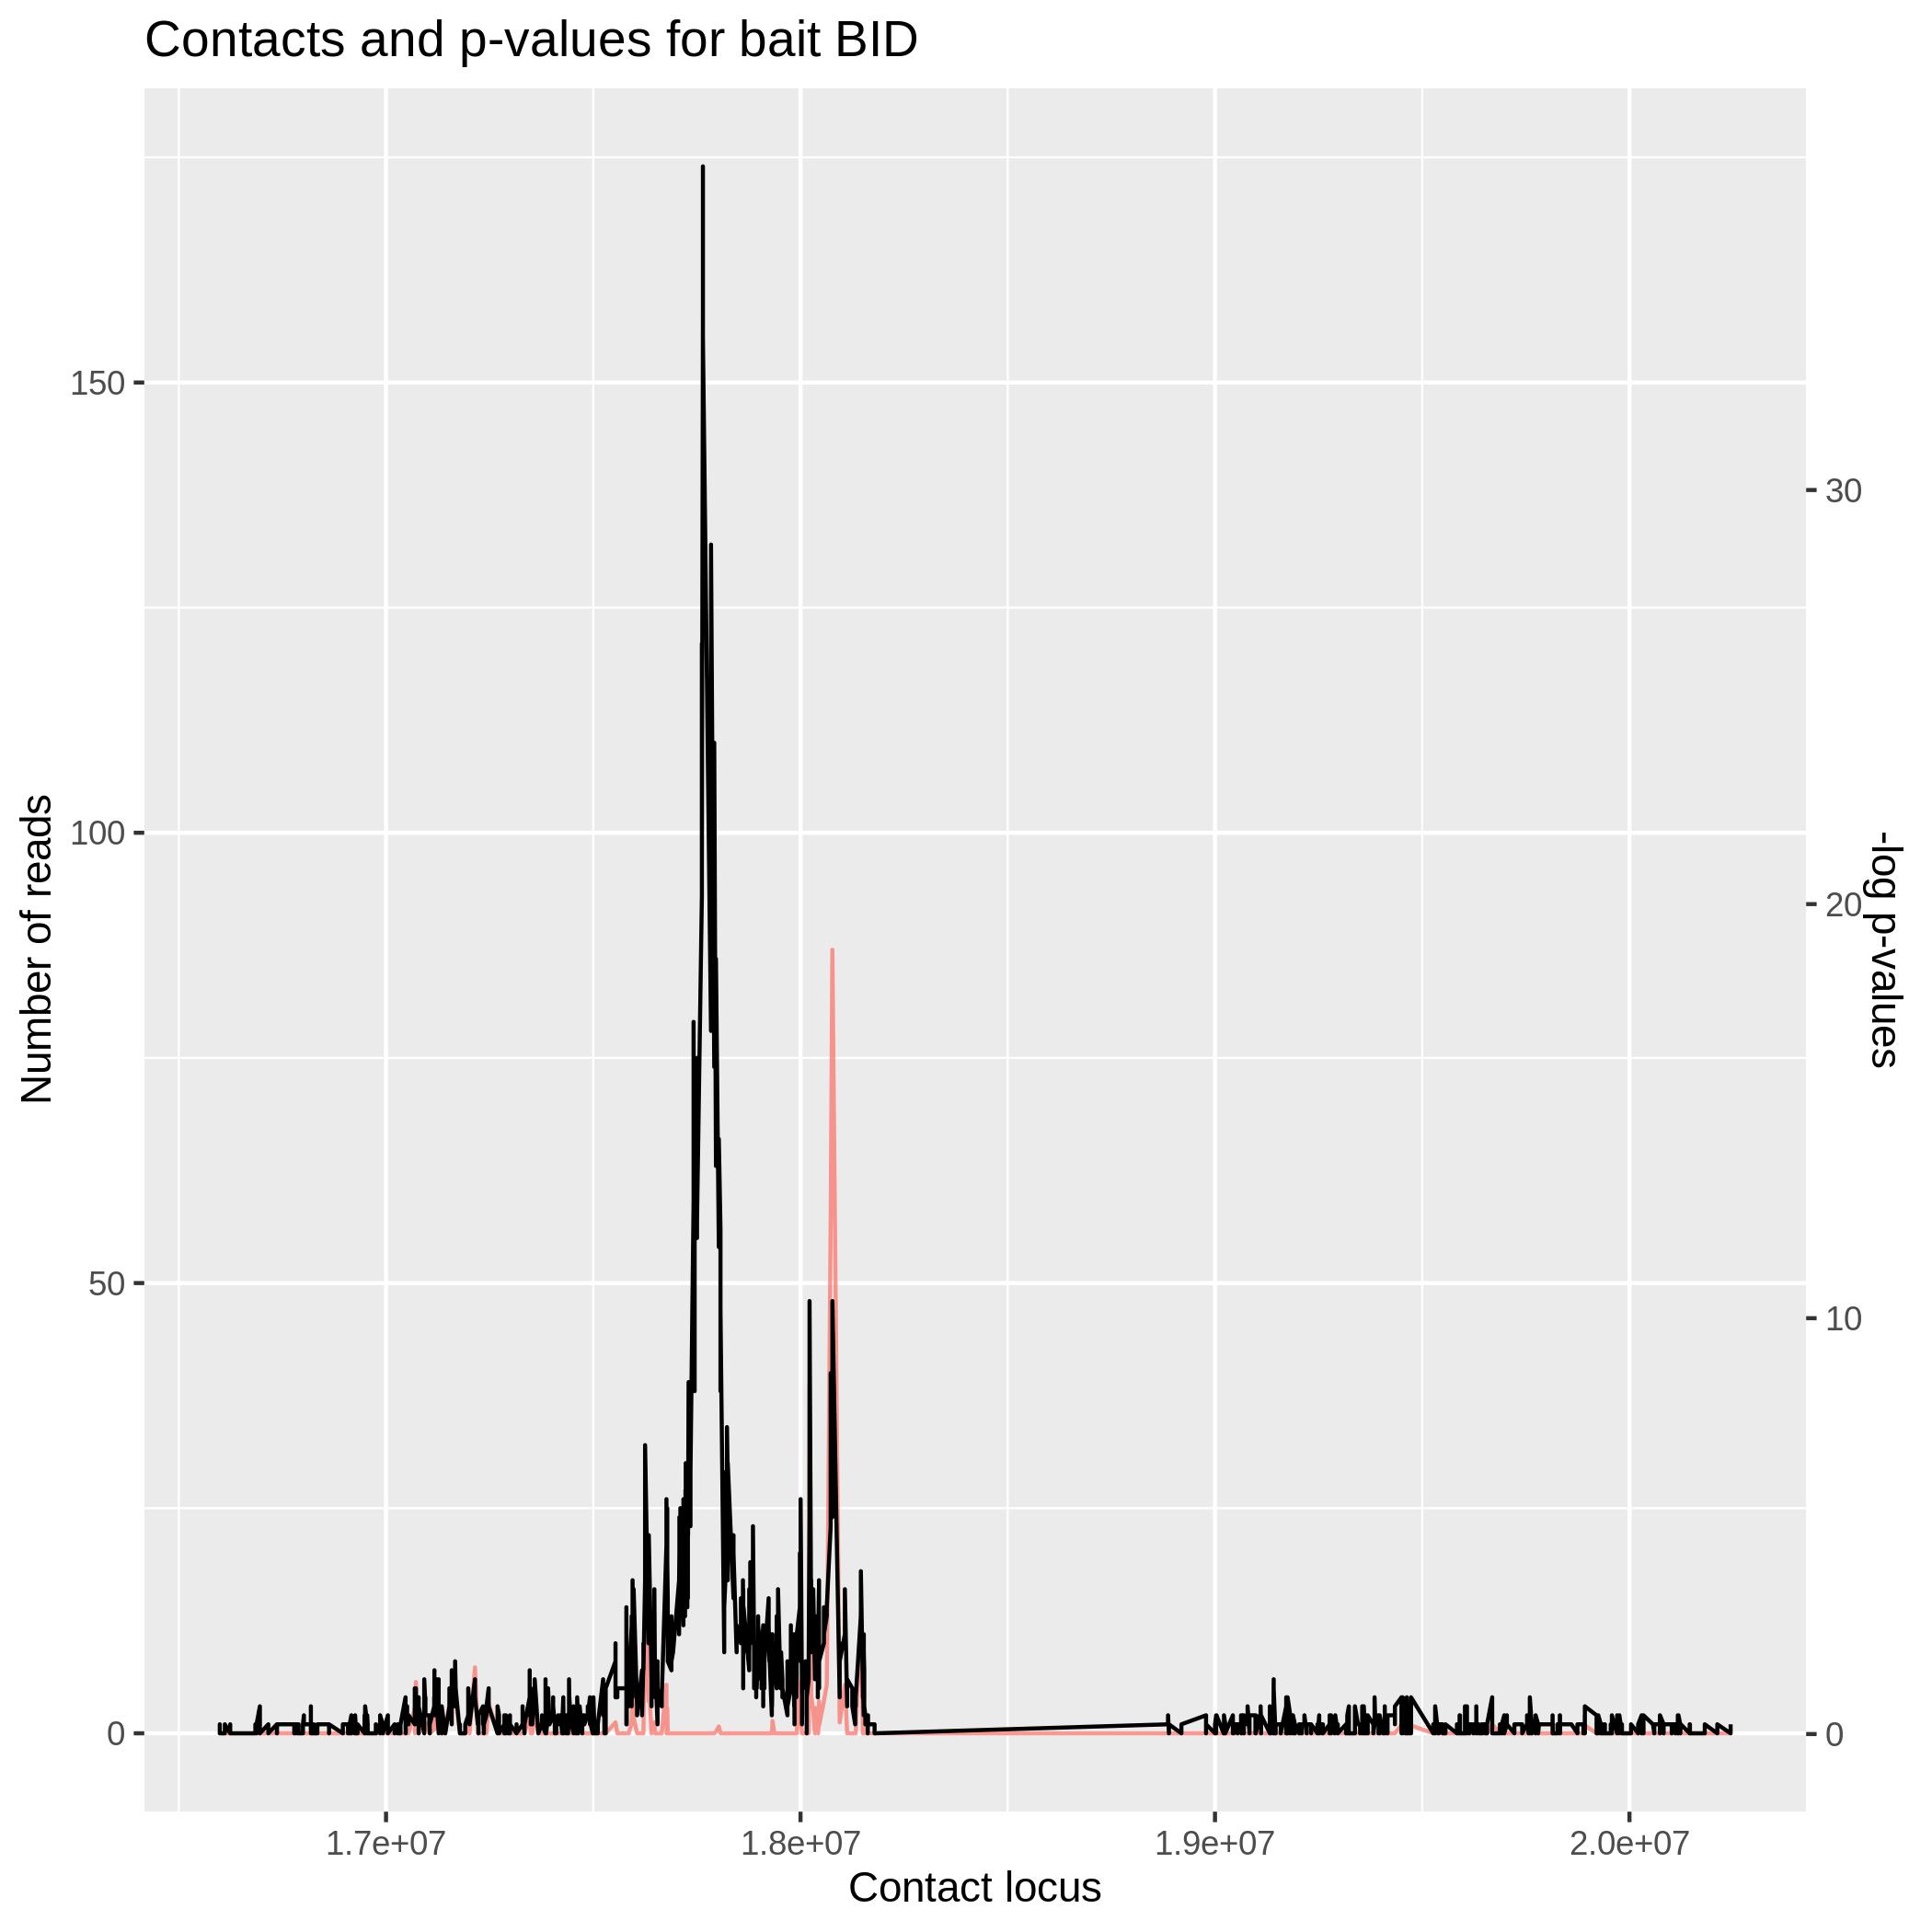 Contacts and p-values for bait BID
150
100
50
0
Number of reads
30
20
10
0
-log p-values
1.7e+07
1.8e+07
1.9e+07
2.0e+07
Contact locus